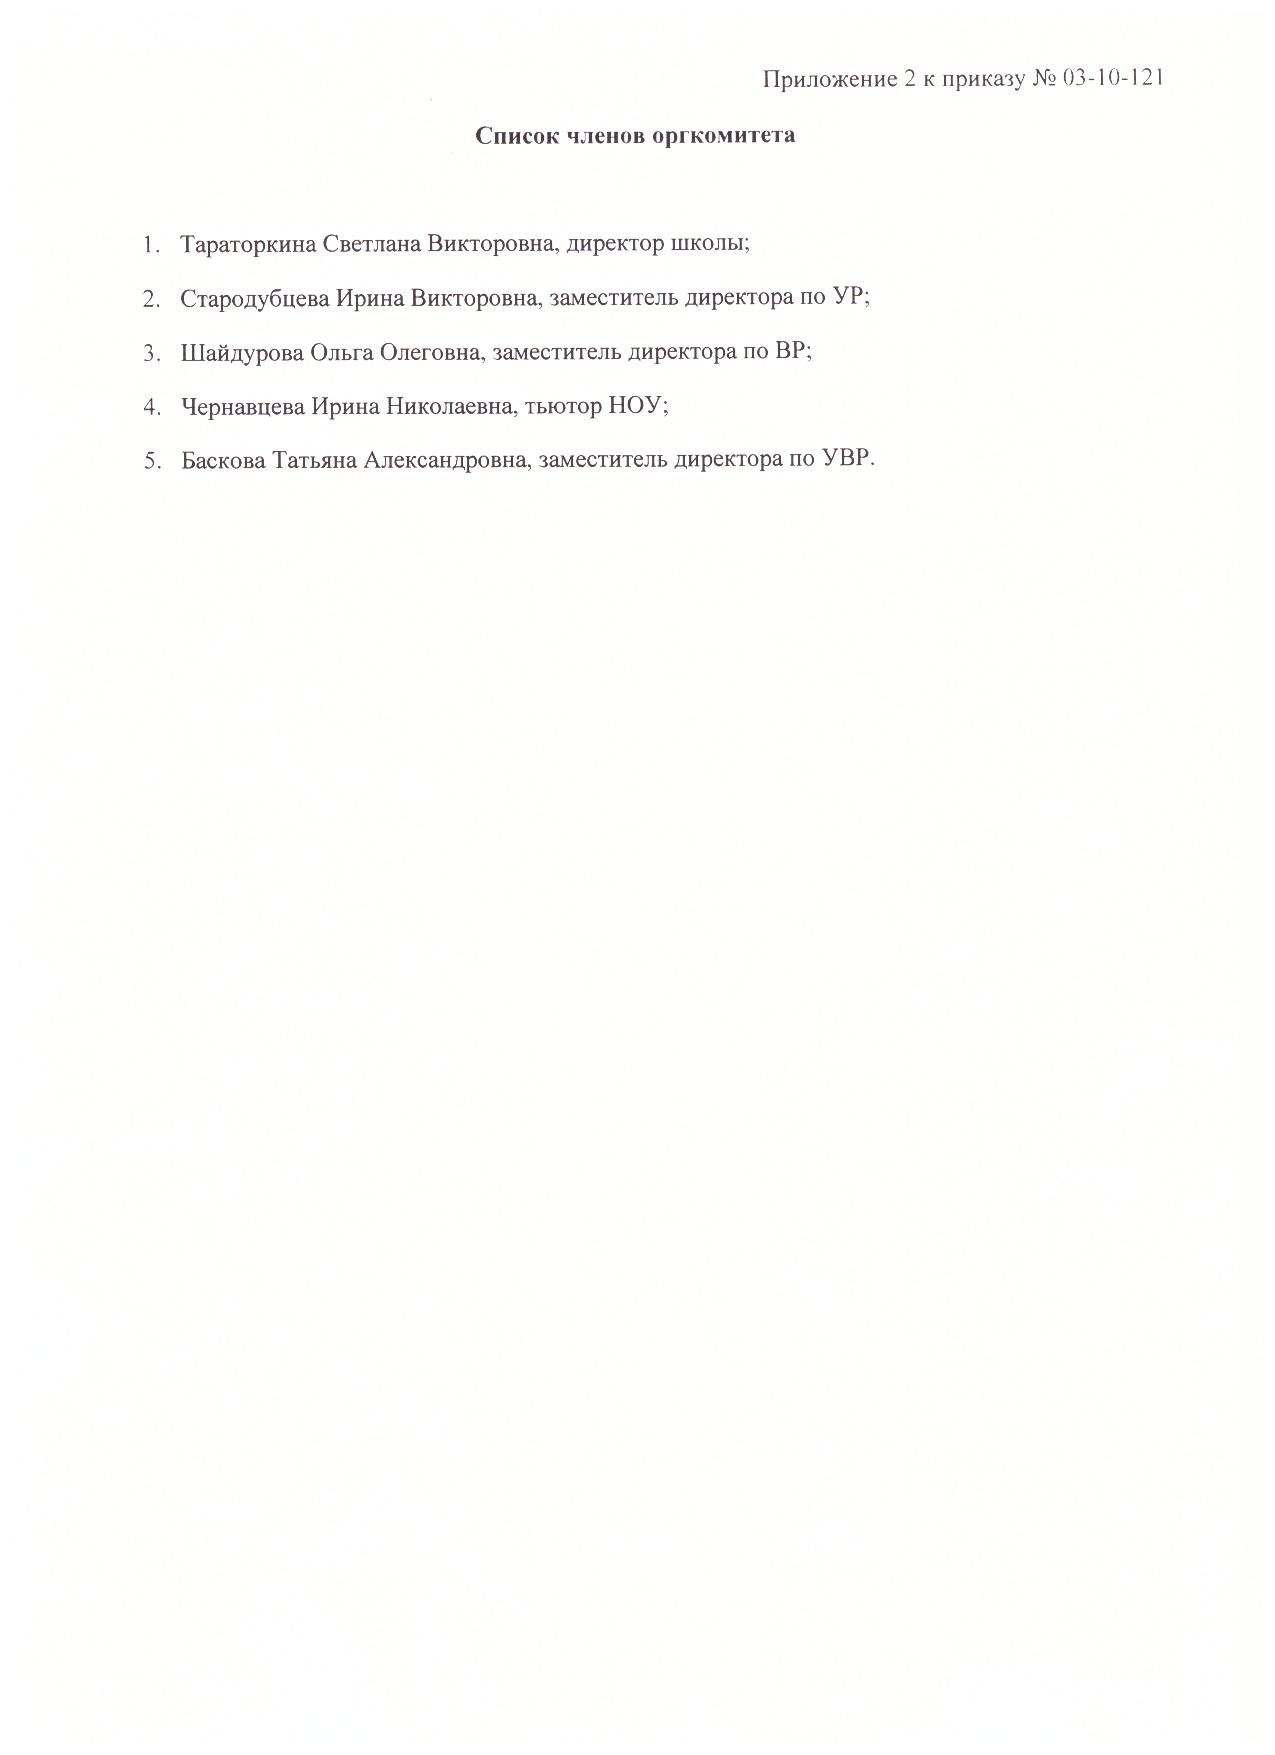 Приложение 2 к приказу № 03-10-121
Список членов оргкомитета
1. Тараторкина Светлана Викторовна, директор школы;
2. Стародубцева Ирина Викторовна, заместитель директора по УР;
3. Шайдурова Ольга Олеговна, заместитель директора по ВР;
4. Чернавцева Ирина Николаевна, тьютор НОУ;
5. Баскова Татьяна Александровна, заместитель директора по УВР.